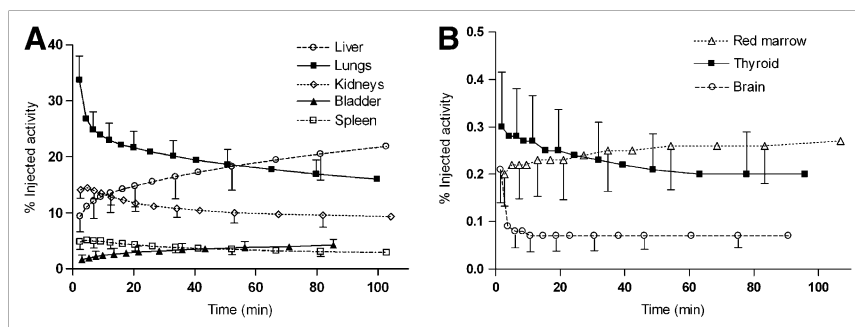 A
40
30
20
10
0
% Injected activity
0 20 40 60 80 100
Time (min)
Liver
Lungs
Kidneys
Bladder
Spleen
B
0.5
0.4
0.3
0.2
0.1
0.0
% Injected activity
0 20 40 60 80 100
Time (min)
Red marrow
Thyroid
Brain